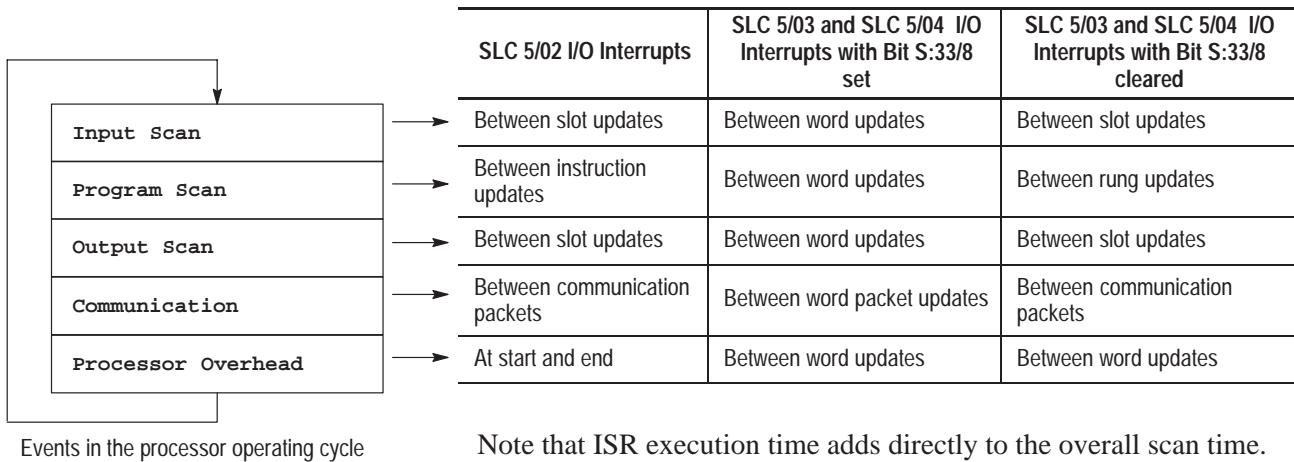 SLC 5/02 I/O Interrupts
SLC 5/03 and SLC 5/04 I/O
Interrupts with Bit S:33/8
set
SLC 5/03 and SLC 5/04 I/O
Interrupts with Bit S:33/8
cleared
Input Scan
Between slot updates
Between word updates
Between slot updates
Program Scan
Between instruction
updates
Between word updates
Between rung updates
Output Scan
Between slot updates
Between word updates
Between slot updates
Communication
Between communication
packets
Between word packet updates
Between communication
packets
Processor Overhead
At start and end
Between word updates
Between word updates
Events in the processor operating cycle
Note that ISR execution time adds directly to the overall scan time.